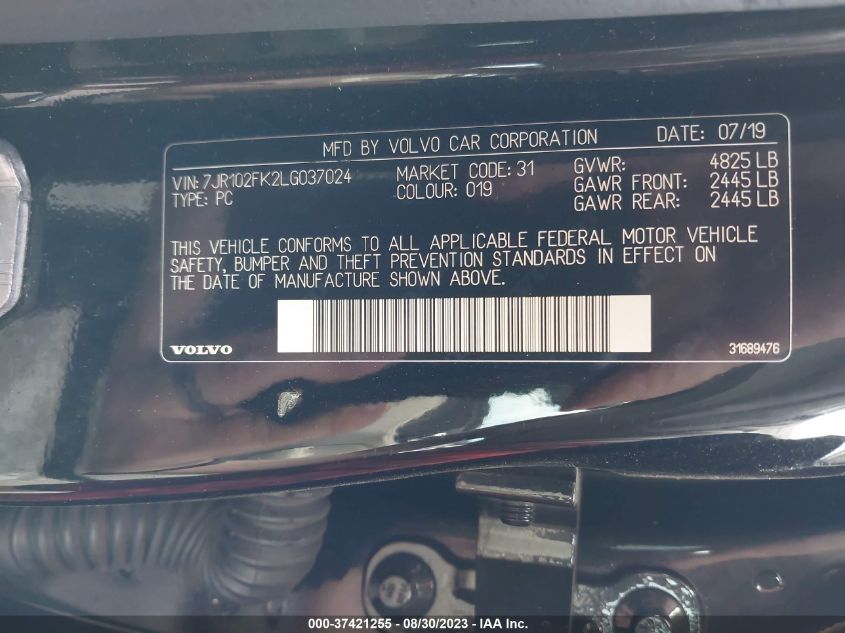 MFD BY VOLVO CAR CORPORATION DATE: 07/19
VIN: 7JR102FK2LG037024 MARKET CODE: 31 GVWR: 4825 LB
TYPE: PC COLOUR: 019 GAWR FRONT: 2445 LB
GAWR REAR: 2445 LB
THIS VEHICLE CONFORMS TO ALL APPLICABLE FEDERAL MOTOR VEHICLE
SAFETY, BUMPER AND THEFT PREVENTION STANDARDS IN EFFECT ON
THE DATE OF MANUFACTURE SHOWN ABOVE.
VOLVO 31689476
000-37421255 - 08/30/2023 - IAA Inc.